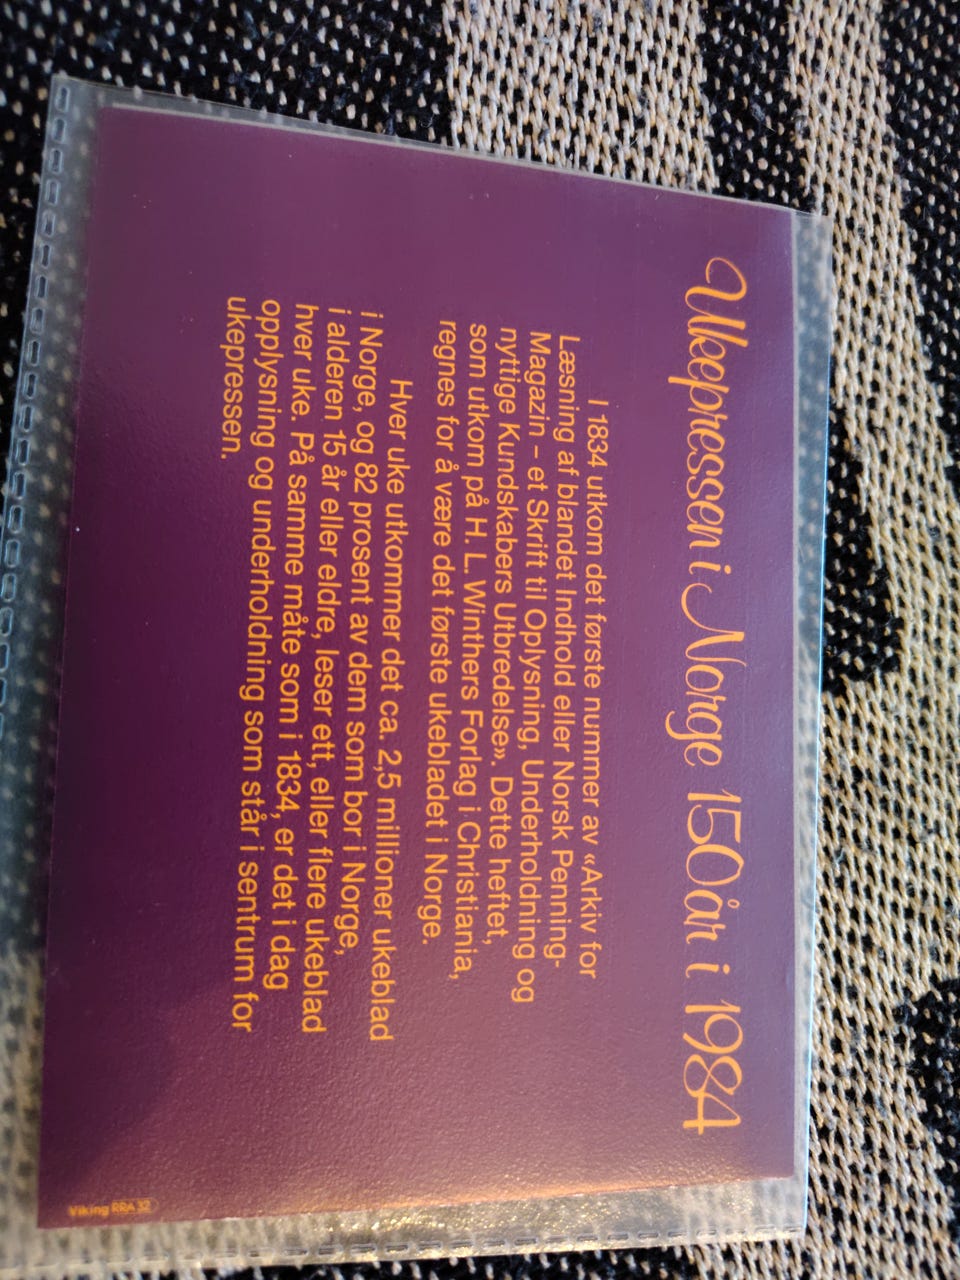 Ukepressen i Norge 150 år i 1984
I 1834 utkom det første nummer av «Arkiv for
Læsning af blandet Indhold eller Norsk Penning-
Magazin – et Skrift til Oplysning, Underholdning og
nyttige Kundskabers Utbredelse». Dette heftet,
som utkom på H. L. Winthers Forlag i Christiania,
regnes for å være det første ukebladet i Norge.
Hver uke utkommer det ca. 2,5 millioner ukeblad
i Norge, og 82 prosent av dem som bor i Norge,
i alderen 15 år eller eldre, leser ett, eller flere ukeblad
hver uke. På samme måte som i 1834, er det i dag
opplysning og underholdning som står i sentrum for
ukepressen.
Viking RRA 32